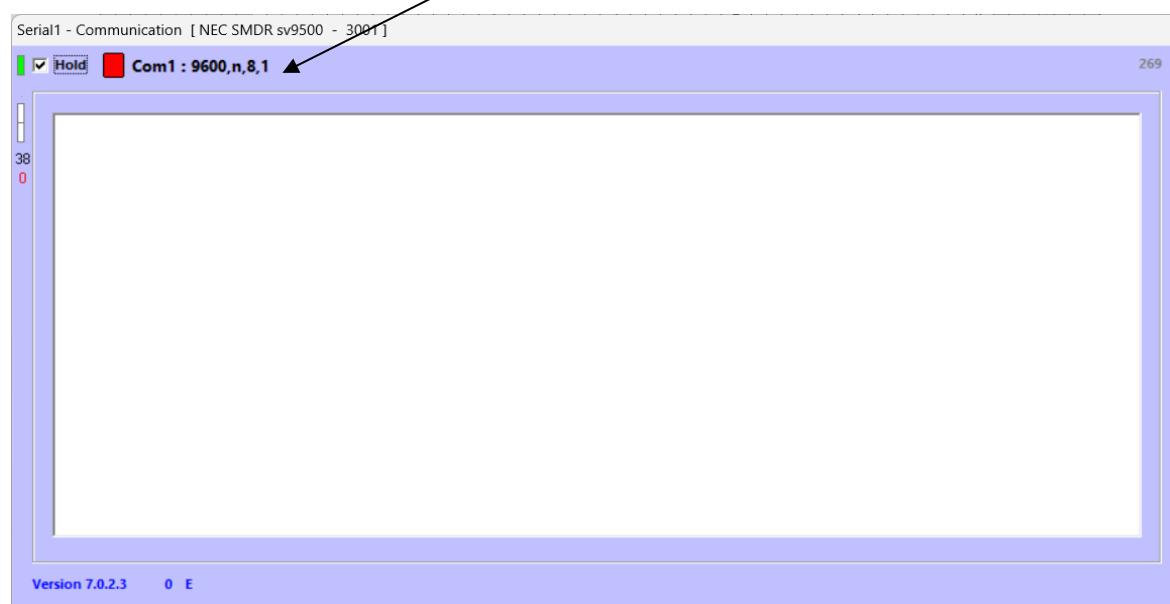 Serial1 - Communication [ NEC SMDR sv9500 - 3001 ]
Hold Com1 : 9600,n,8,1 269
38
0
Version 7.0.2.3 0 E